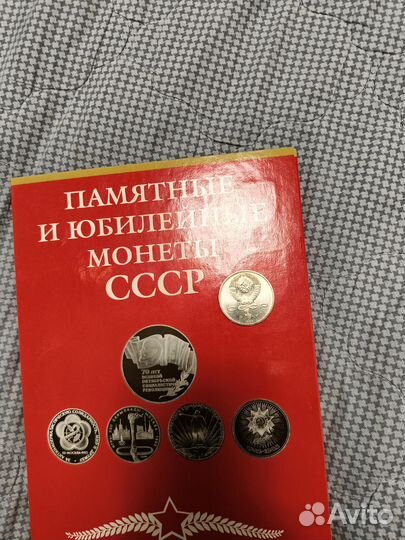 ПАМЯТНЫЕ
И ЮБИЛЕЙНЫЕ
МОНЕТЫ
СССР
70 ЛЕТ
ВЕЛИКОЙ
ОКТЯБРЬСКОЙ
СОЦИАЛИСТИЧЕСКОЙ
РЕВОЛЮЦИИ
Avito